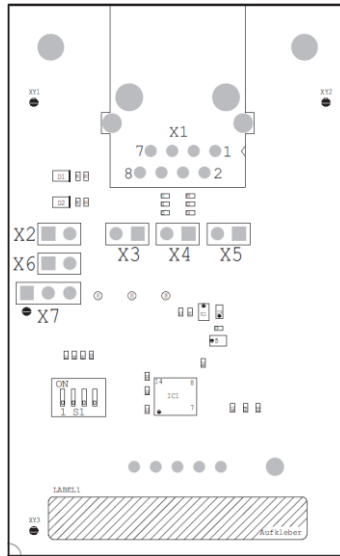 XY1
XY2
X1
7
1
8
2
D1
D2
X2
X3
X4
X5
X6
X7
ON
1 S1
14
8
IC1
7
LABEL1
XY3
Aufkleber